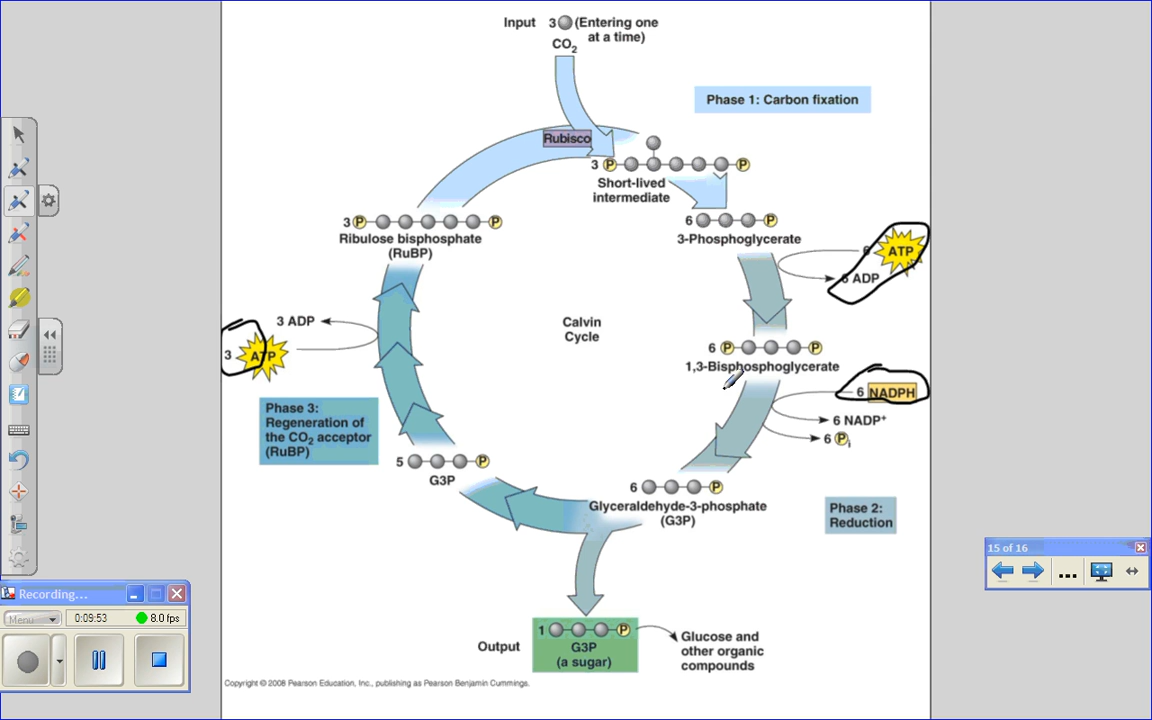 Input 3 (Entering one
at a time)
CO2
Phase 1: Carbon fixation
Rubisco
3 P P
Short-lived
intermediate
3 P P
Ribulose bisphosphate
(RuBP)
6 P
3-Phosphoglycerate
6 ATP
6 ADP
3 ADP
3 ATP
Calvin
Cycle
6 P P
1,3-Bisphosphoglycerate
6 NADPH
6 NADP+
6 Pi
Phase 3:
Regeneration of
the CO2 acceptor
(RuBP)
5 P
G3P
6 P
Glyceraldehyde-3-phosphate
(G3P)
Phase 2:
Reduction
15 of 16
...
Recording...
Menu
0:09:53
8.0 fps
Output
1 P
G3P
(a sugar)
Glucose and
other organic
compounds
Copyright © 2008 Pearson Education, Inc., publishing as Pearson Benjamin Cummings.